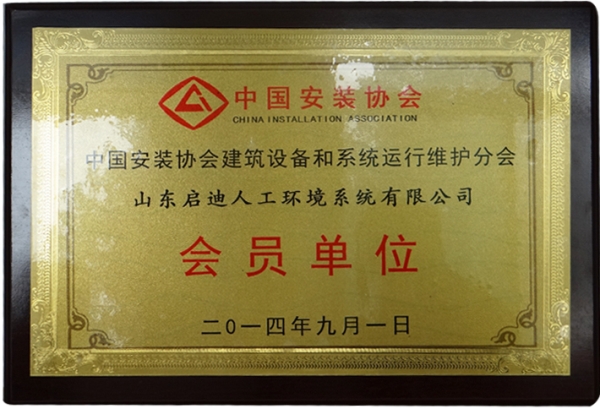 中国安装协会
CHINA INSTALLATION ASSOCIATION
中国安装协会建筑设备和系统运行维护分会
山东启迪人工环境系统有限公司
会员单位
二0一四年九月一日